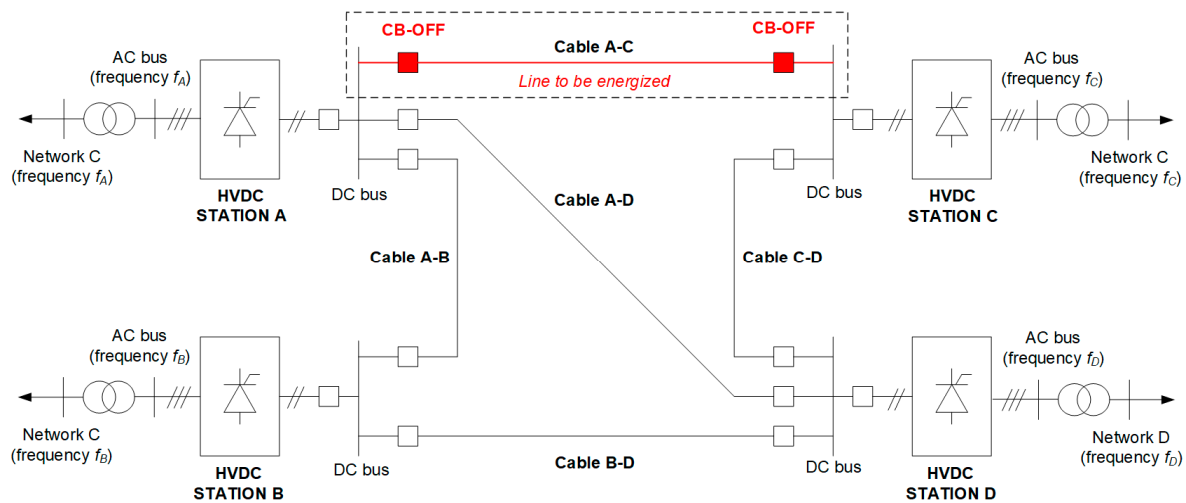 CB-OFF
CB-OFF
Cable A-C
Line to be energized
AC bus
(frequency fA)
AC bus
(frequency fC)
Network C
(frequency fA)
HVDC
STATION A
DC bus
Cable A-D
DC bus
HVDC
STATION C
Network C
(frequency fC)
Cable A-B
Cable C-D
AC bus
(frequency fB)
AC bus
(frequency fD)
Network C
(frequency fB)
HVDC
STATION B
DC bus
Cable B-D
DC bus
HVDC
STATION D
Network D
(frequency fD)